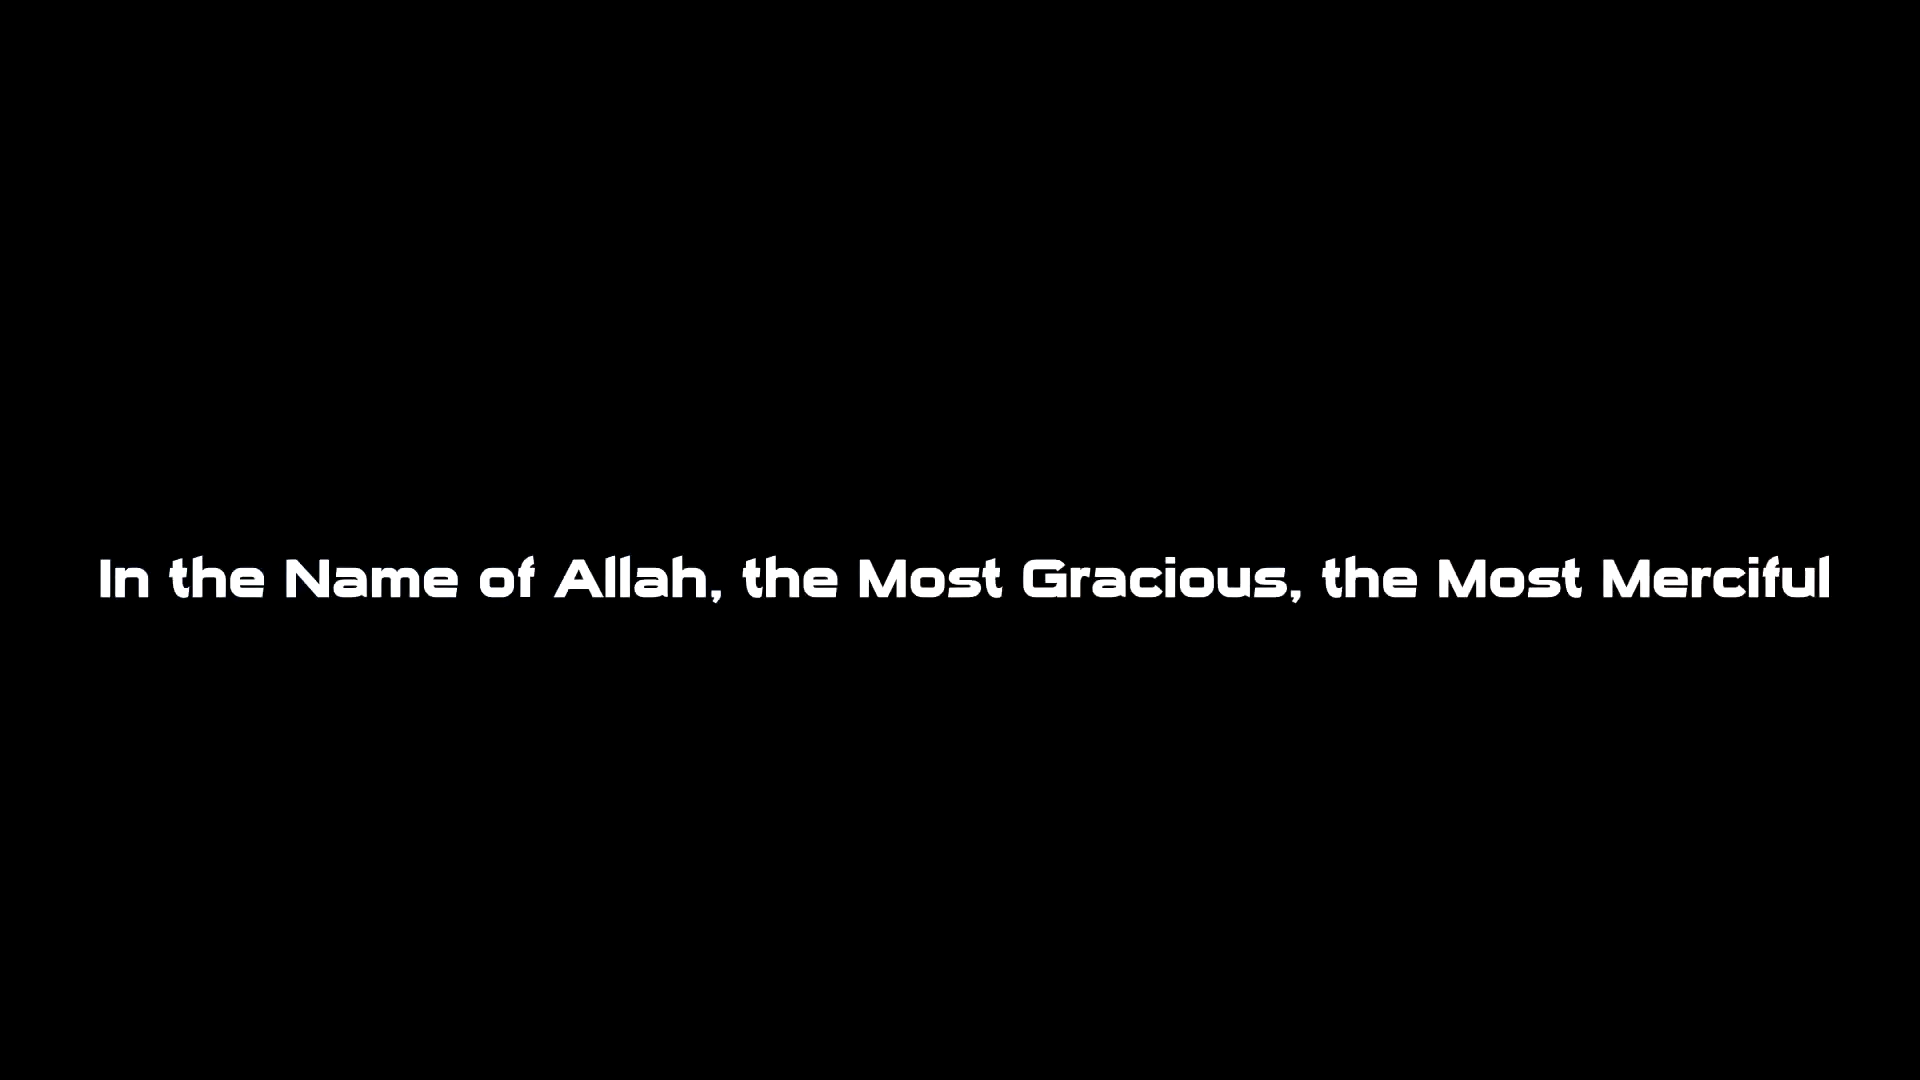 In the Name of Allah, the Most Gracious, the Most Merciful